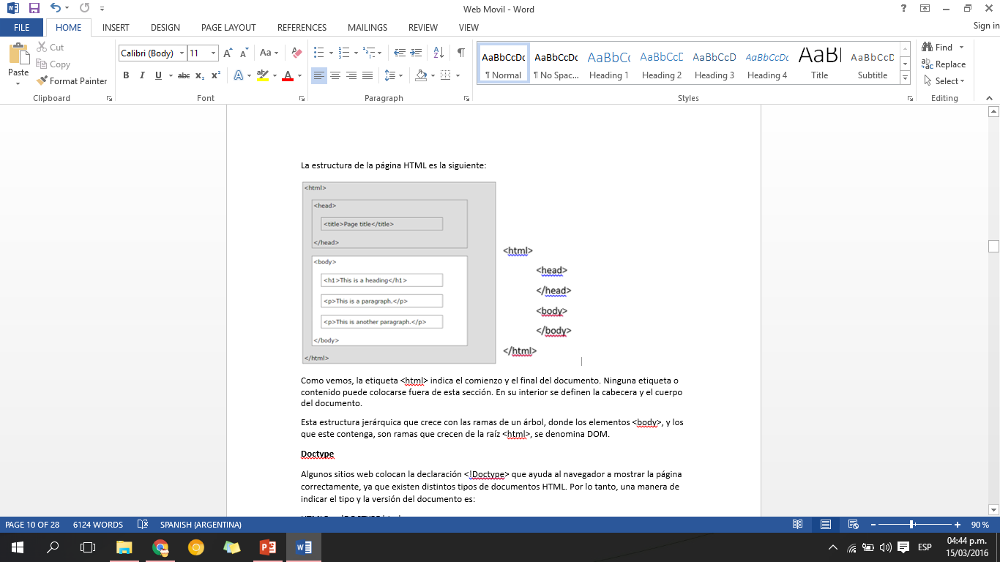 Web Movil - Word
FILE HOME INSERT DESIGN PAGE LAYOUT REFERENCES MAILINGS REVIEW VIEW Sign in
Paste
Cut
Copy
Format Painter
Clipboard
Calibri (Body) 11
Font
Paragraph
AaBbCcDc AaBbCcDc AaBbCc AaBbCcD AaBbCcD AaBbCcDc AaBl AaBbCcD
¶ Normal ¶ No Spac... Heading 1 Heading 2 Heading 3 Heading 4 Title Subtitle
Styles
Find
Replace
Select
Editing
La estructura de la página HTML es la siguiente:
<html>
<head>
<title>Page title</title>
</head>
<body>
<h1>This is a heading</h1>
<p>This is a paragraph.</p>
<p>This is another paragraph.</p>
</body>
</html>
<html>
<head>
</head>
<body>
</body>
</html>
Como vemos, la etiqueta <html> indica el comienzo y el final del documento. Ninguna etiqueta o
contenido puede colocarse fuera de esta sección. En su interior se definen la cabecera y el cuerpo
del documento.
Esta estructura jerárquica que crece con las ramas de un árbol, donde los elementos <body>, y los
que este contenga, son ramas que crecen de la raíz <html>, se denomina DOM.
Doctype
Algunos sitios web colocan la declaración <!Doctype> que ayuda al navegador a mostrar la página
correctamente, ya que existen distintos tipos de documentos HTML. Por lo tanto, una manera de
indicar el tipo y la versión del documento es:
PAGE 10 OF 28 6124 WORDS SPANISH (ARGENTINA) 90 %
ESP
04:44 p.m.
15/03/2016